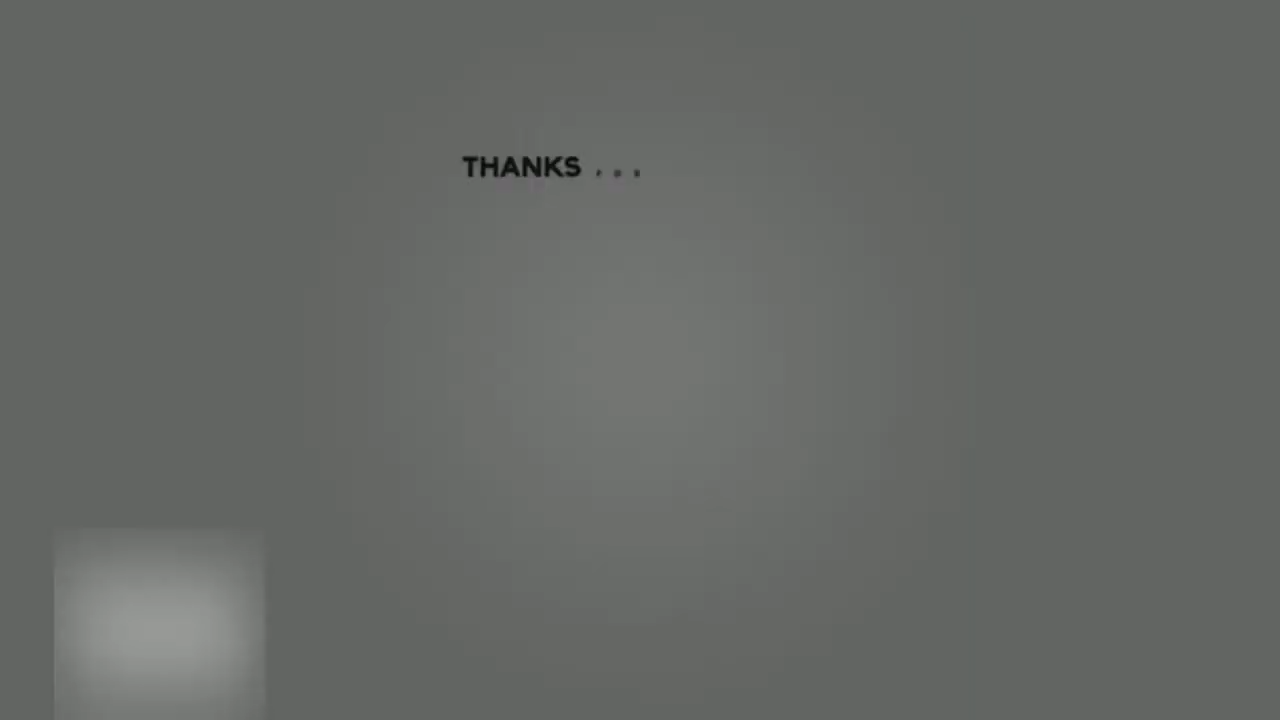 THANKS . . .